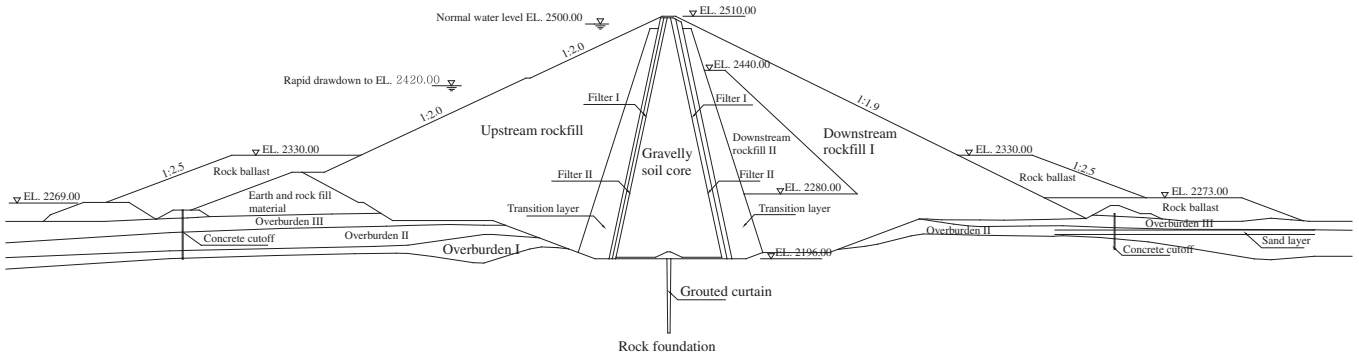 EL. 2510.00
Normal water level EL. 2500.00
1:2.0
EL. 2440.00
Rapid drawdown to EL. 2420.00
Filter I
Filter I
1:1.9
1:2.0
Upstream rockfill
Downstream
rockfill I
Downstream
rockfill II
Gravelly
soil core
EL. 2330.00
EL. 2330.00
1:2.5
1:2.5
Rock ballast
Rock ballast
Filter II
Filter II
EL. 2280.00
EL. 2269.00
EL. 2273.00
Earth and rock fill
material
Transition layer
Transition layer
Rock ballast
Overburden III
Overburden III
Overburden II
Overburden II
Concrete cutoff
Sand layer
Overburden I
EL. 2196.00
Concrete cutoff
Grouted curtain
Rock foundation